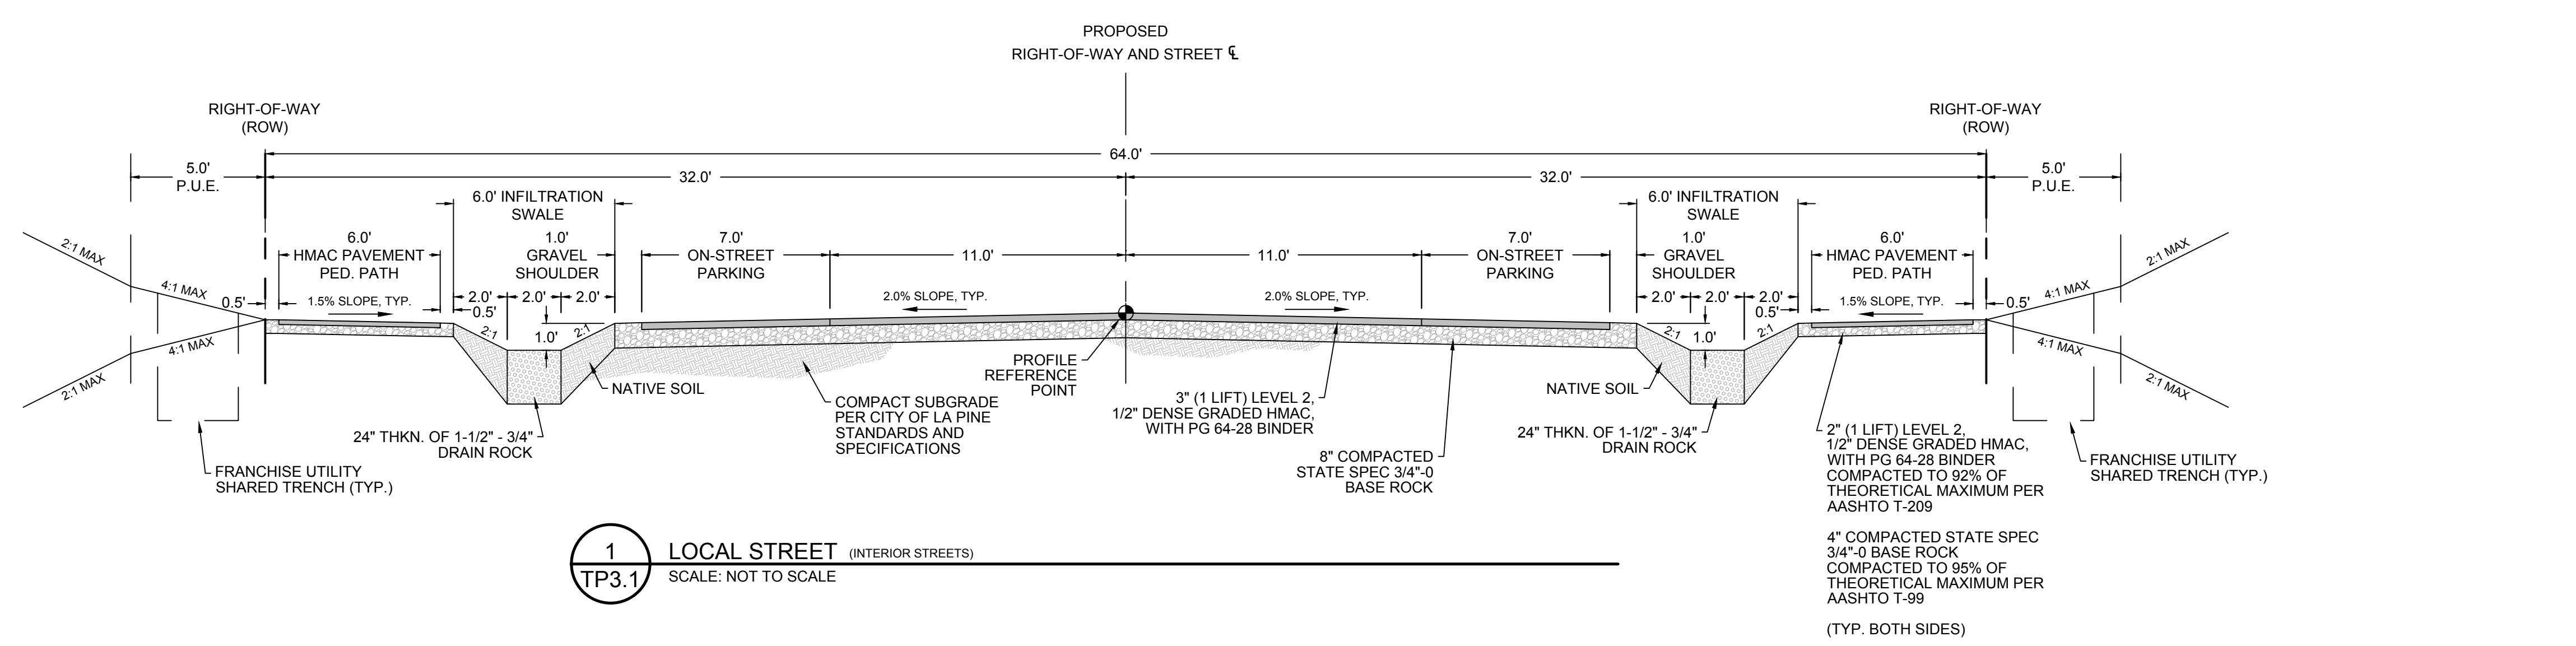 PROPOSED
RIGHT-OF-WAY AND STREET ℄
RIGHT-OF-WAY
(ROW)
RIGHT-OF-WAY
(ROW)
64.0'
5.0'
P.U.E.
32.0'
32.0'
5.0'
P.U.E.
6.0' INFILTRATION
SWALE
6.0' INFILTRATION
SWALE
6.0'
HMAC PAVEMENT
PED. PATH
1.0'
GRAVEL
SHOULDER
7.0'
ON-STREET
PARKING
11.0'
11.0'
7.0'
ON-STREET
PARKING
1.0'
GRAVEL
SHOULDER
6.0'
HMAC PAVEMENT
PED. PATH
2:1 MAX
4:1 MAX
0.5'
1.5% SLOPE, TYP.
2.0'
2.0'
2.0'
0.5'
2.0% SLOPE, TYP.
2.0% SLOPE, TYP.
2.0'
2.0'
2.0'
0.5'
1.5% SLOPE, TYP.
0.5'
4:1 MAX
2:1 MAX
4:1 MAX
2:1 MAX
2:1
1.0'
2:1
2:1
1.0'
2:1
4:1 MAX
2:1 MAX
NATIVE SOIL
PROFILE
REFERENCE
POINT
NATIVE SOIL
COMPACT SUBGRADE
PER CITY OF LA PINE
STANDARDS AND
SPECIFICATIONS
3" (1 LIFT) LEVEL 2,
1/2" DENSE GRADED HMAC,
WITH PG 64-28 BINDER
24" THKN. OF 1-1/2" - 3/4"
DRAIN ROCK
24" THKN. OF 1-1/2" - 3/4"
DRAIN ROCK
8" COMPACTED
STATE SPEC 3/4"-0
BASE ROCK
FRANCHISE UTILITY
SHARED TRENCH (TYP.)
2" (1 LIFT) LEVEL 2,
1/2" DENSE GRADED HMAC,
WITH PG 64-28 BINDER
COMPACTED TO 92% OF
THEORETICAL MAXIMUM PER
AASHTO T-209
4" COMPACTED STATE SPEC
3/4"-0 BASE ROCK
COMPACTED TO 95% OF
THEORETICAL MAXIMUM PER
AASHTO T-99
(TYP. BOTH SIDES)
FRANCHISE UTILITY
SHARED TRENCH (TYP.)
1
TP3.1
LOCAL STREET (INTERIOR STREETS)
SCALE: NOT TO SCALE